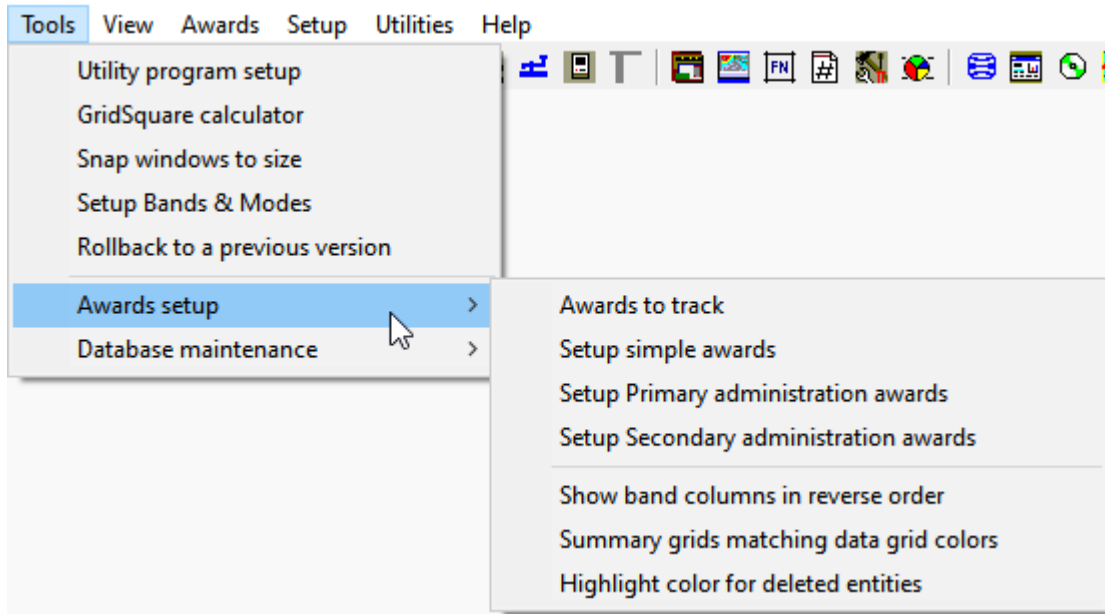 Tools View Awards Setup Utilities Help
FN
Utility program setup
GridSquare calculator
Snap windows to size
Setup Bands & Modes
Rollback to a previous version
Awards setup
Database maintenance
Awards to track
Setup simple awards
Setup Primary administration awards
Setup Secondary administration awards
Show band columns in reverse order
Summary grids matching data grid colors
Highlight color for deleted entities